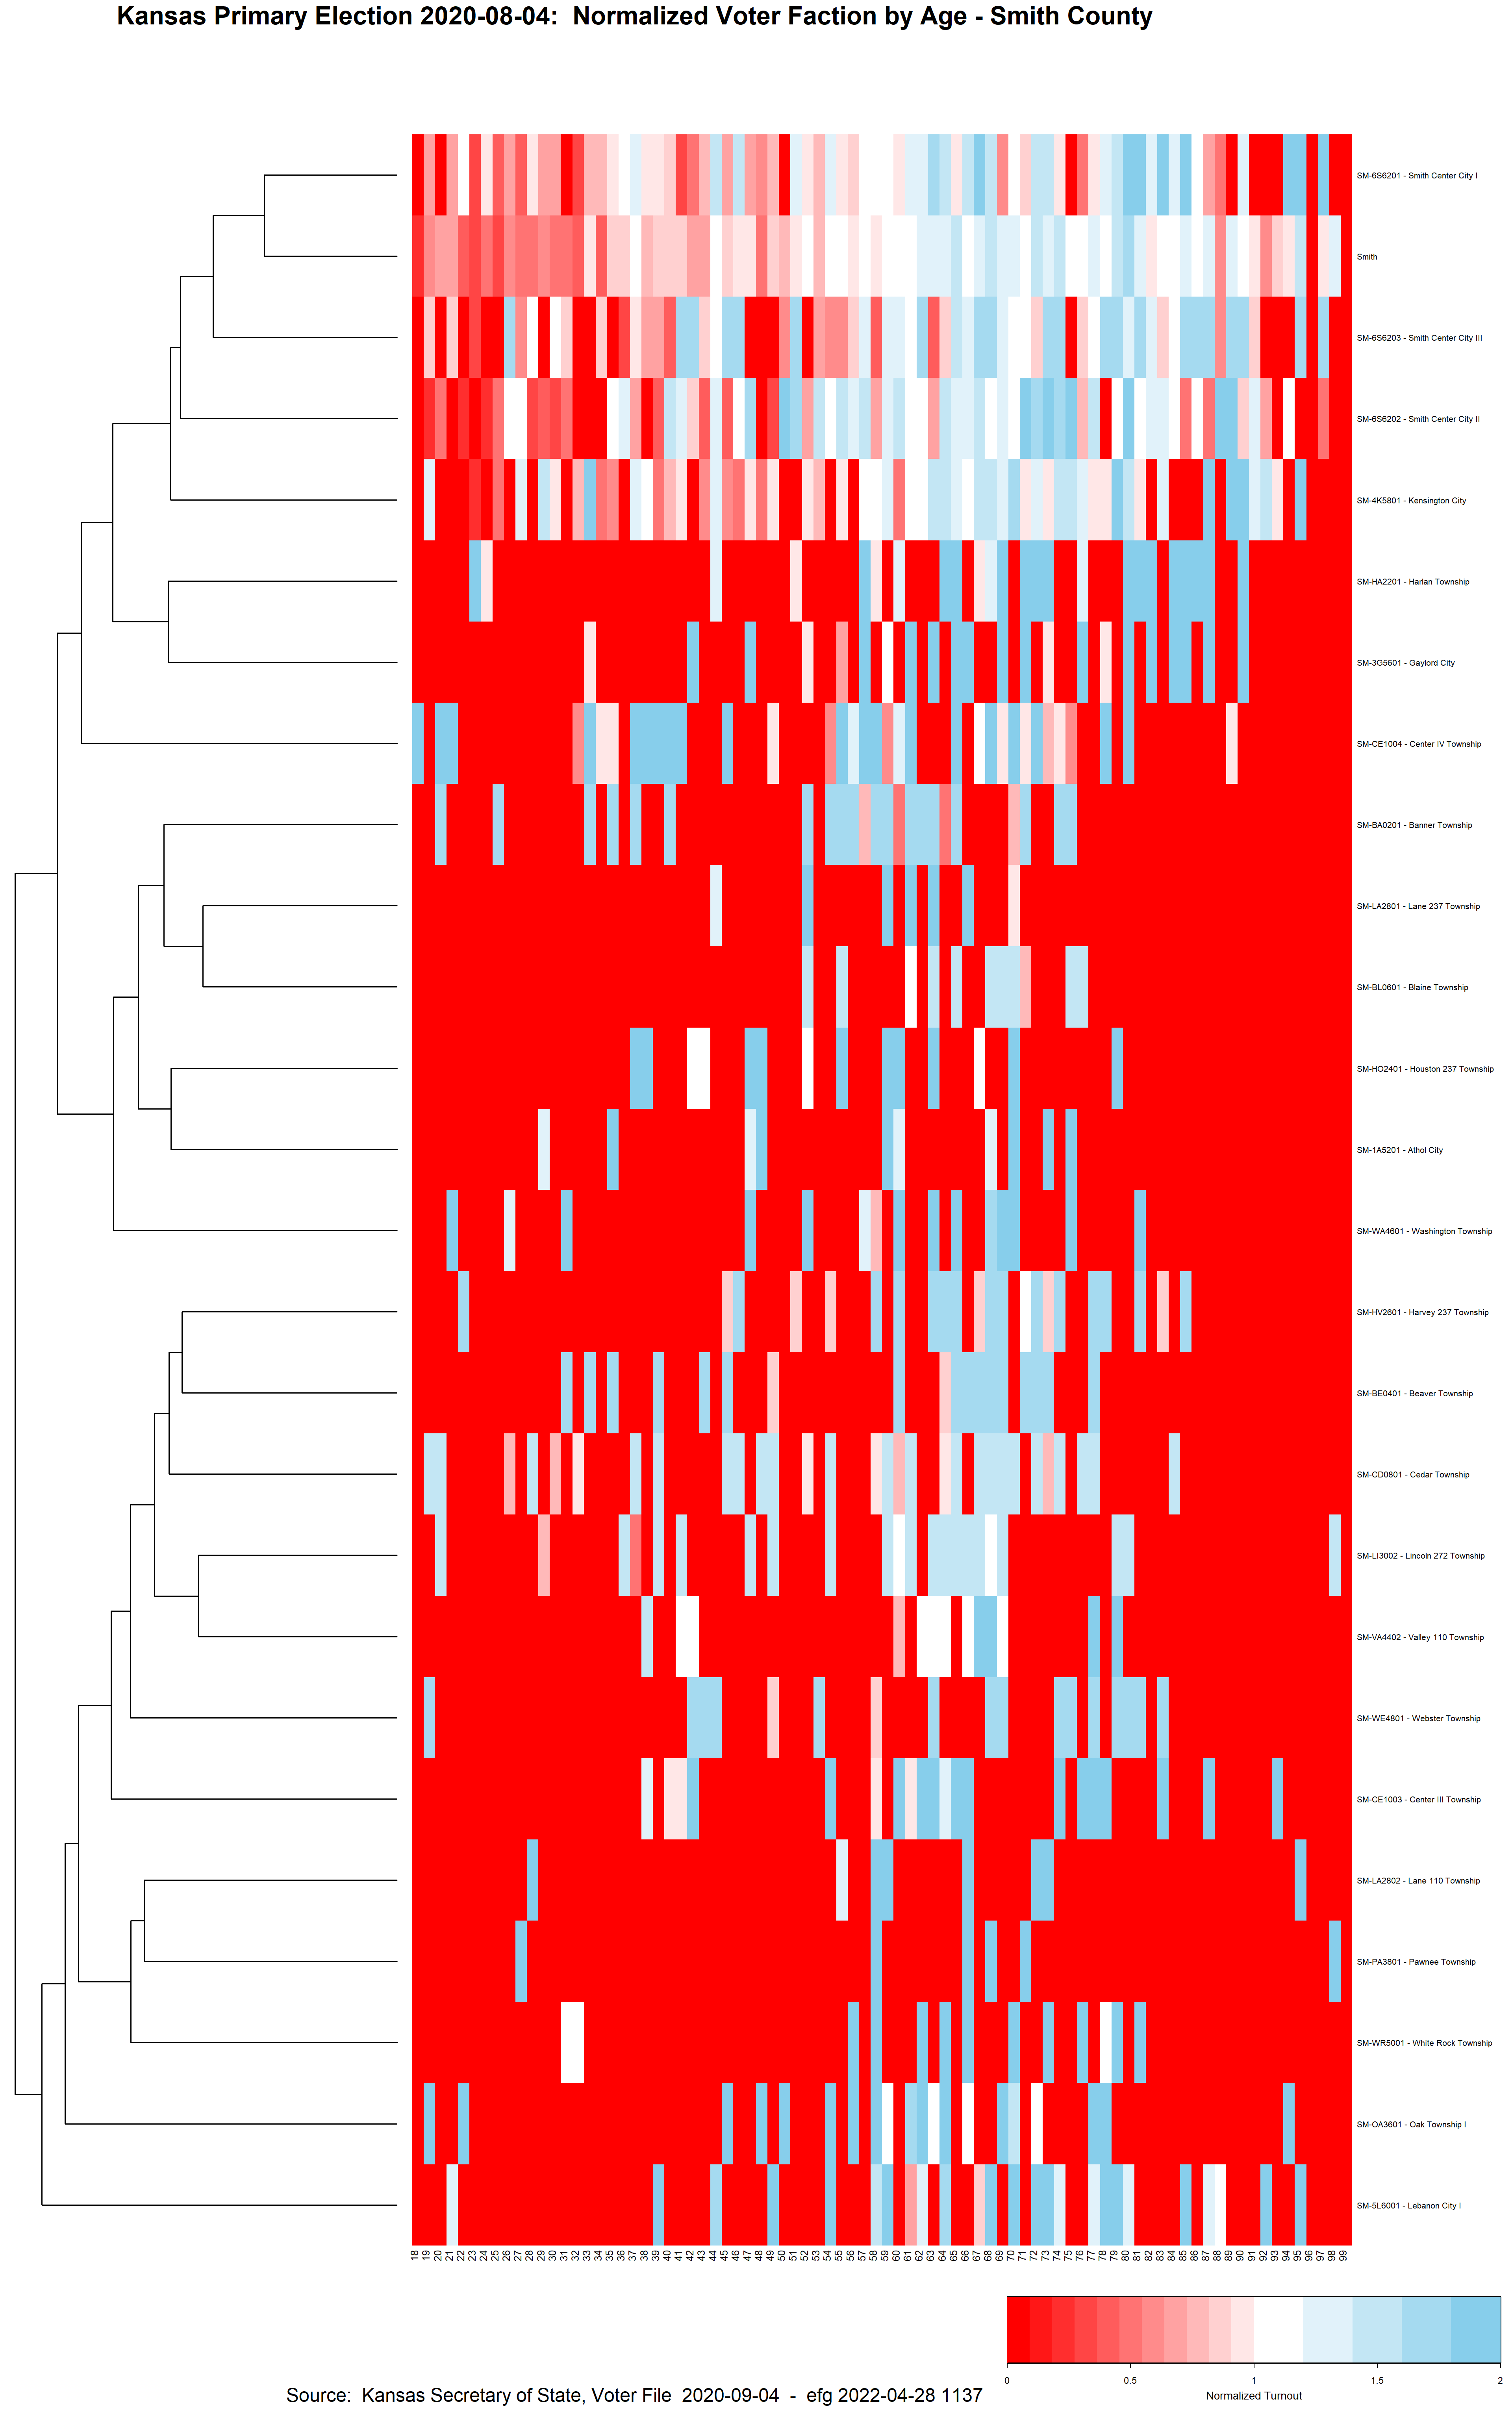 Kansas Primary Election 2020-08-04:  Normalized Voter Faction by Age - Smith County
SM-6S6201 - Smith Center City I
Smith
SM-6S6203 - Smith Center City III
SM-6S6202 - Smith Center City II
SM-4K5801 - Kensington City
SM-HA2201 - Harlan Township
SM-3G5601 - Gaylord City
SM-CE1004 - Center IV Township
SM-BA0201 - Banner Township
SM-LA2801 - Lane 237 Township
SM-BL0601 - Blaine Township
SM-HO2401 - Houston 237 Township
SM-1A5201 - Athol City
SM-WA4601 - Washington Township
SM-HV2601 - Harvey 237 Township
SM-BE0401 - Beaver Township
SM-CD0801 - Cedar Township
SM-LI3002 - Lincoln 272 Township
SM-VA4402 - Valley 110 Township
SM-WE4801 - Webster Township
SM-CE1003 - Center III Township
SM-LA2802 - Lane 110 Township
SM-PA3801 - Pawnee Township
SM-WR5001 - White Rock Township
SM-OA3601 - Oak Township I
SM-5L6001 - Lebanon City I
18 19 20 21 22 23 24 25 26 27 28 29 30 31 32 33 34 35 36 37 38 39 40 41 42 43 44 45 46 47 48 49 50 51 52 53 54 55 56 57 58 59 60 61 62 63 64 65 66 67 68 69 70 71 72 73 74 75 76 77 78 79 80 81 82 83 84 85 86 87 88 89 90 91 92 93 94 95 97 98 99
0 0.5 1 1.5 2
Normalized Turnout
Source:  Kansas Secretary of State, Voter File  2020-09-04  -  efg 2022-04-28 1137